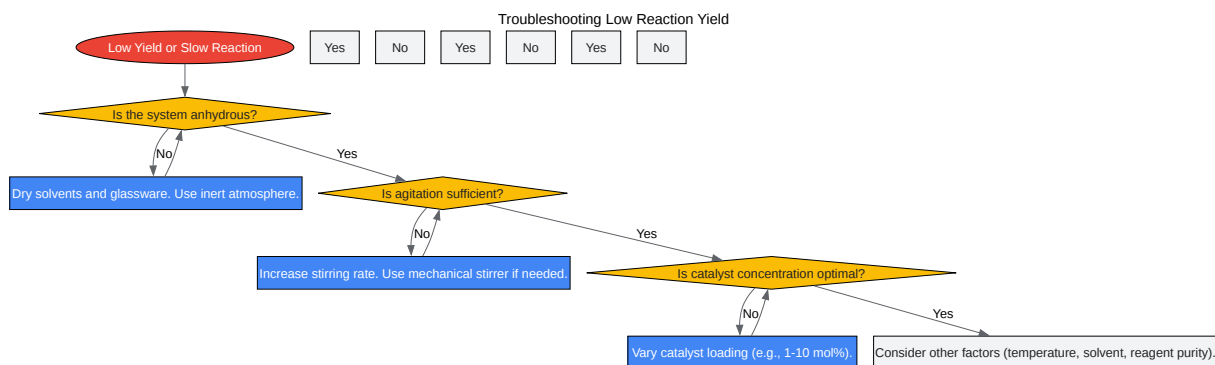 Troubleshooting Low Reaction Yield
Low Yield or Slow Reaction
Yes
No
Yes
No
Yes
No
Is the system anhydrous?
No
Yes
Dry solvents and glassware. Use inert atmosphere.
Is agitation sufficient?
No
Yes
Increase stirring rate. Use mechanical stirrer if needed.
Is catalyst concentration optimal?
No
Yes
Vary catalyst loading (e.g., 1-10 mol%).
Consider other factors (temperature, solvent, reagent purity).